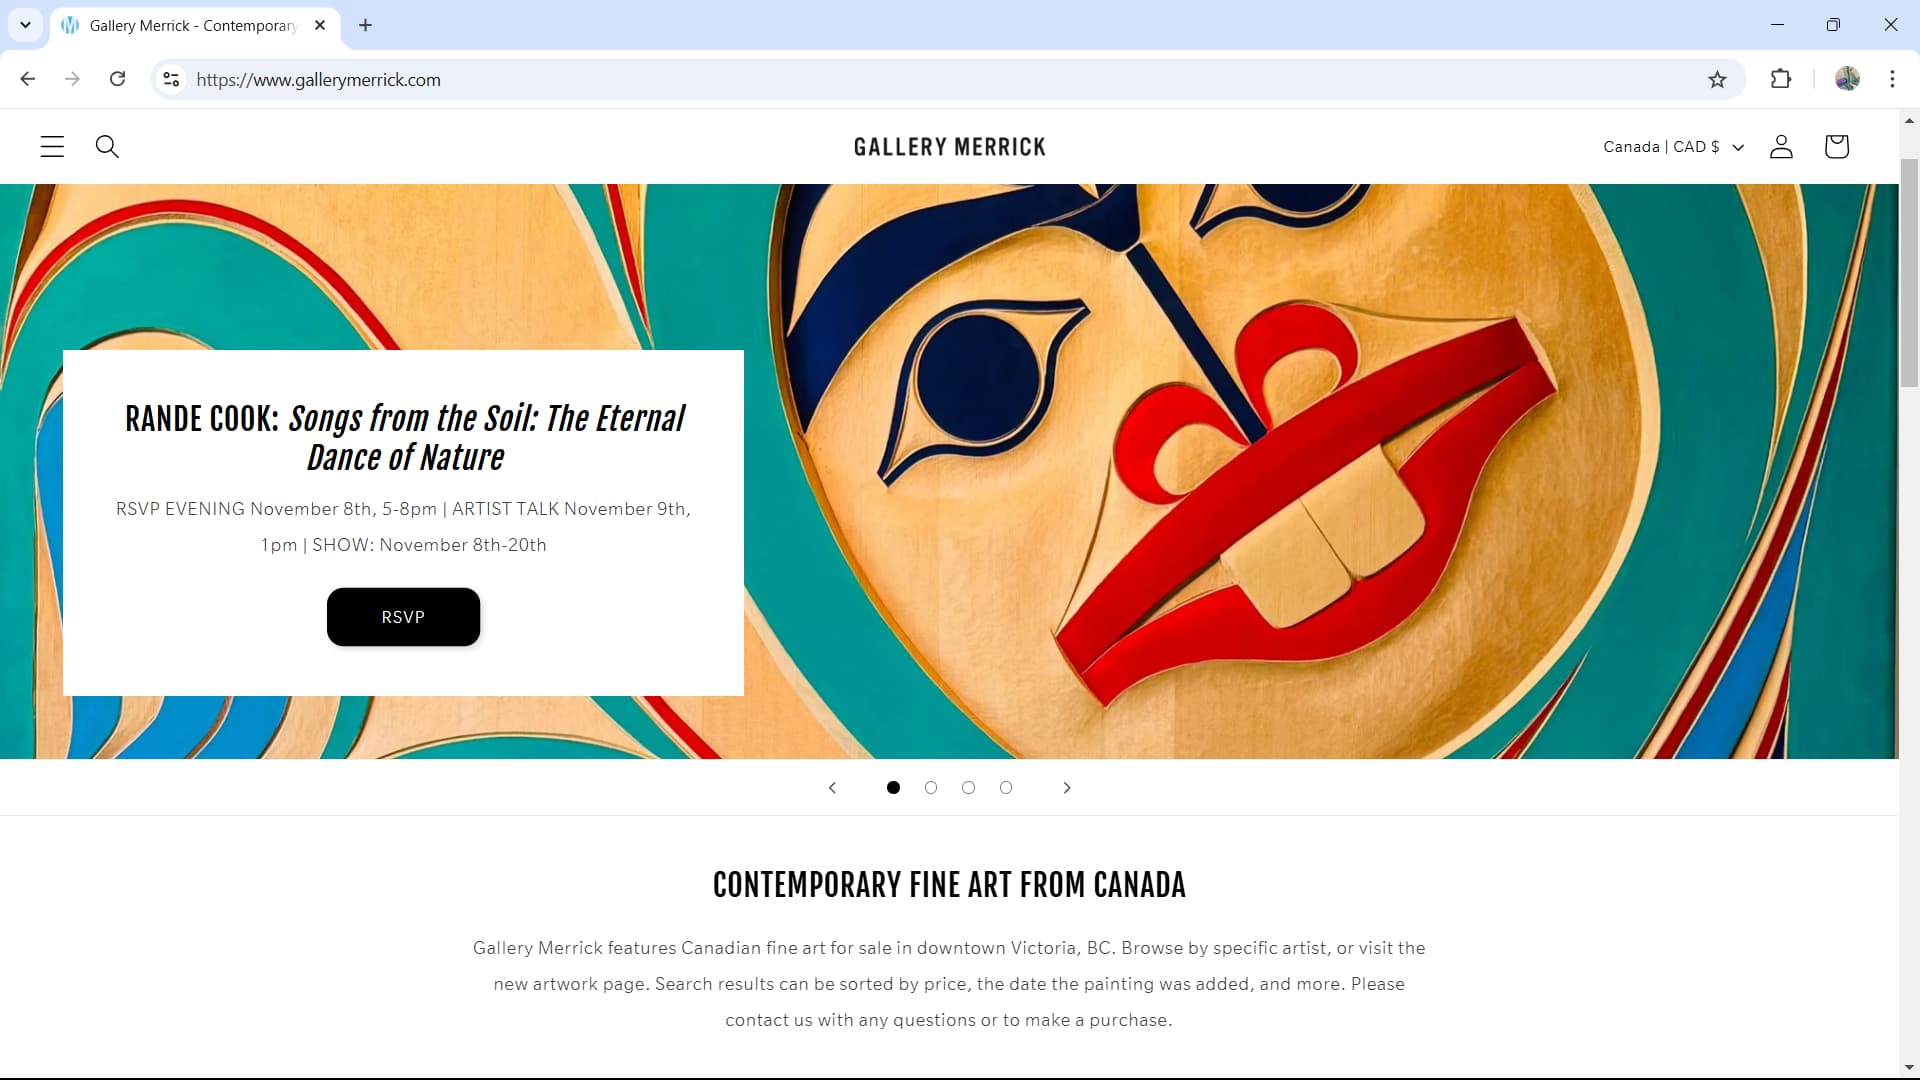 Gallery Merrick - Contemporary
https://www.gallerymerrick.com
GALLERY MERRICK
Canada | CAD $
RANDE COOK: Songs from the Soil: The Eternal
Dance of Nature
RSVP EVENING November 8th, 5-8pm | ARTIST TALK November 9th,
1pm | SHOW: November 8th-20th
RSVP
CONTEMPORARY FINE ART FROM CANADA
Gallery Merrick features Canadian fine art for sale in downtown Victoria, BC. Browse by specific artist, or visit the
new artwork page. Search results can be sorted by price, the date the painting was added, and more. Please
contact us with any questions or to make a purchase.